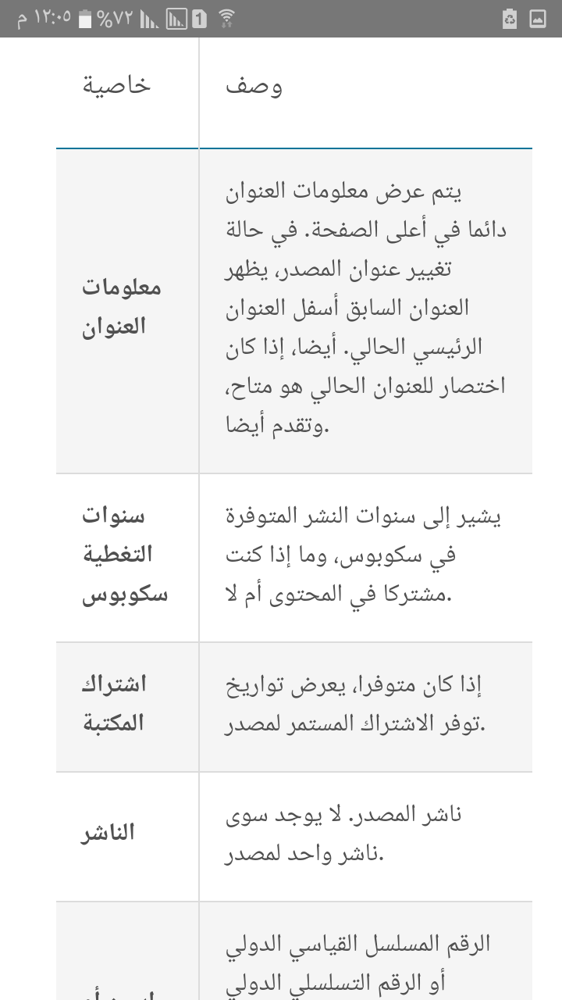 ١٢:٠٥ م
%٧٢
1
خاصية
وصف
معلومات
العنوان
يتم عرض معلومات العنوان
دائما في أعلى الصفحة. في حالة
تغيير عنوان المصدر، يظهر
العنوان السابق أسفل العنوان
الرئيسي الحالي. أيضا، إذا كان
اختصار للعنوان الحالي هو متاح،
وتقدم أيضا.
سنوات
التغطية
سكوبوس
يشير إلى سنوات النشر المتوفرة
في سكوبوس، وما إذا كنت
مشتركا في المحتوى أم لا.
اشتراك
المكتبة
إذا كان متوفرا، يعرض تواريخ
توفر الاشتراك المستمر لمصدر.
الناشر
ناشر المصدر. لا يوجد سوى
ناشر واحد لمصدر.
الرقم المسلسل القياسي الدولي
أو الرقم التسلسلي الدولي